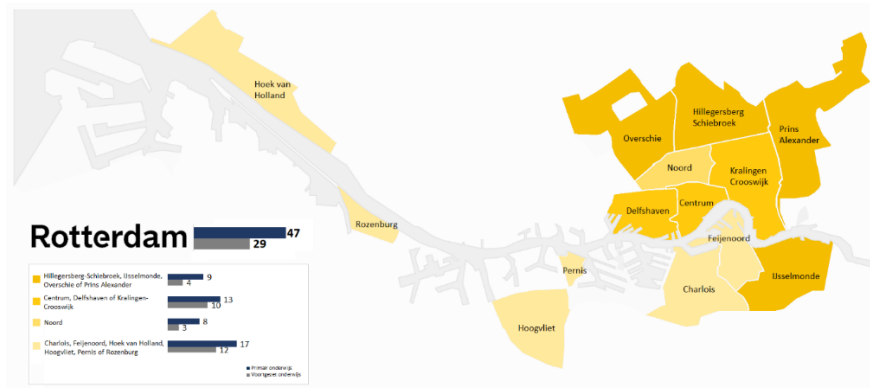 Hoek van
Holland
Hillegersberg
Schiebroek
Prins
Alexander
Overschie
Noord
Kralingen
Crooswijk
Centrum
Delfshaven
Rozenburg
Feijenoord
Pernis
IJsselmonde
Charlois
Hoogvliet
Rotterdam
47
29
Hillegersberg-Schiebroek, IJsselmonde,
Overschie of Prins Alexander
9
4
Centrum, Delfshaven of Kralingen-
Crooswijk
13
10
Noord
8
3
Charlois, Feijenoord, Hoek van Holland,
Hoogvliet, Pernis of Rozenburg
17
12
Primair onderwijs
Voortgezet onderwijs